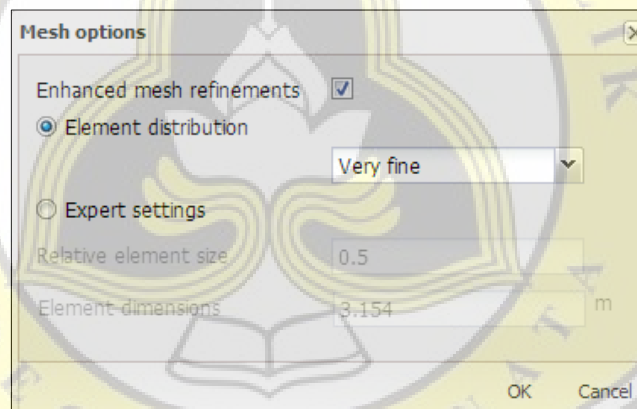 Mesh options
Enhanced mesh refinements
Element distribution
Very fine
Expert settings
Relative element size 0.5
Element dimensions 3.154 m
OK Cancel